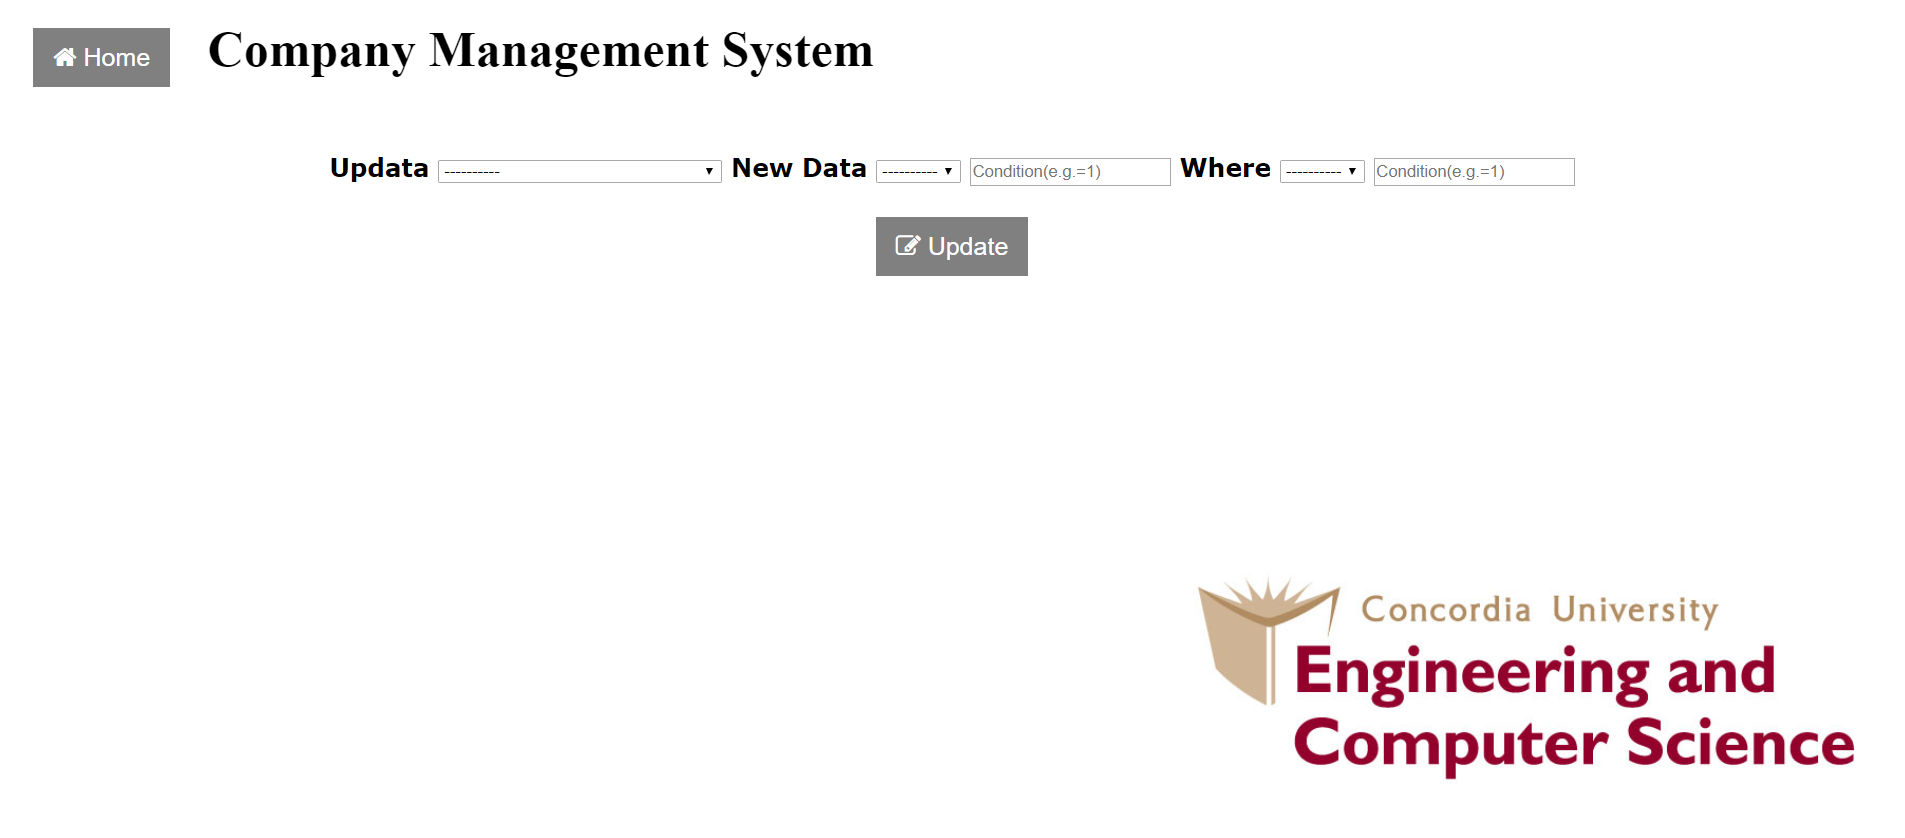 Home
Company Management System
Updata ---------- New Data ---------- Condition(e.g.=1) Where ---------- Condition(e.g.=1)
Update
Concordia University
Engineering and
Computer Science